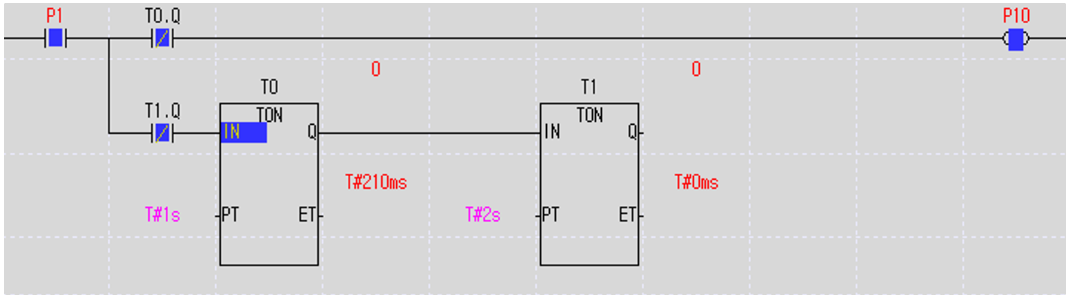 P1 T0.Q P10
0 0
T0 T1
T1.Q TON TON
IN Q IN Q
T#210ms T#0ms
T#1s PT ET T#2s PT ET